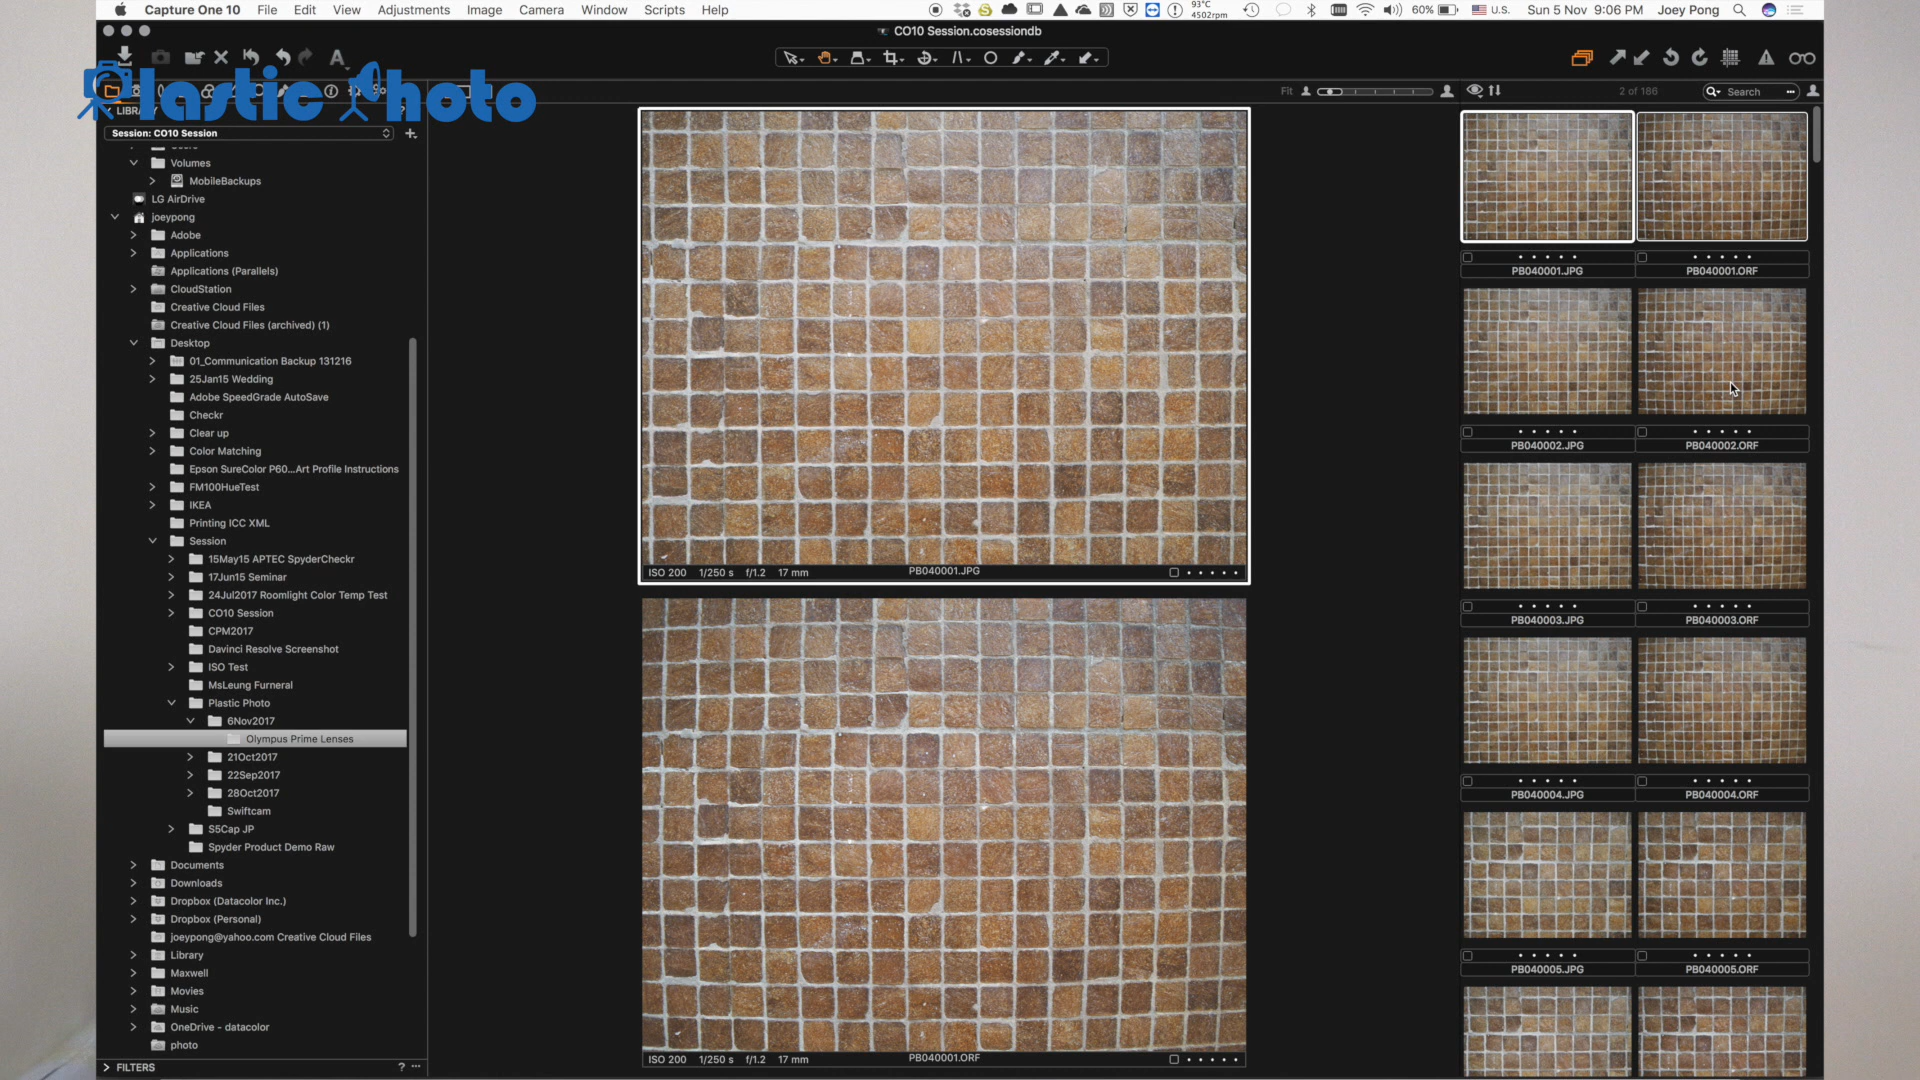 Capture One 10 File Edit View Adjustments Image Camera Window Scripts Help 93°C 4502rpm 60% U.S. Sun 5 Nov 9:06 PM Joey Pong
CO10 Session.cosessiondb
Plastic Photo
Fit
2 of 186
Search
Session: CO10 Session
Volumes
MobileBackups
LG AirDrive
joeypong
Adobe
Applications
Applications (Parallels)
CloudStation
Creative Cloud Files
Creative Cloud Files (archived) (1)
Desktop
01_Communication Backup 131216
25Jan15 Wedding
Adobe SpeedGrade AutoSave
Checkr
Clear up
Color Matching
Epson SureColor P60...Art Profile Instructions
FM100HueTest
IKEA
Printing ICC XML
Session
15May15 APTEC SpyderCheckr
17Jun15 Seminar
24Jul2017 Roomlight Color Temp Test
CO10 Session
CPM2017
Davinci Resolve Screenshot
ISO Test
MsLeung Furneral
Plastic Photo
6Nov2017
Olympus Prime Lenses
21Oct2017
22Sep2017
28Oct2017
Swiftcam
S5Cap JP
Spyder Product Demo Raw
Documents
Downloads
Dropbox (Datacolor Inc.)
Dropbox (Personal)
joeypong@yahoo.com Creative Cloud Files
Library
Maxwell
Movies
Music
OneDrive - datacolor
photo
FILTERS ? ...
ISO 200 1/250 s f/1.2 17 mm PB040001.JPG
ISO 200 1/250 s f/1.2 17 mm PB040001.ORF
PB040001.JPG PB040001.ORF
PB040002.JPG PB040002.ORF
PB040003.JPG PB040003.ORF
PB040004.JPG PB040004.ORF
PB040005.JPG PB040005.ORF